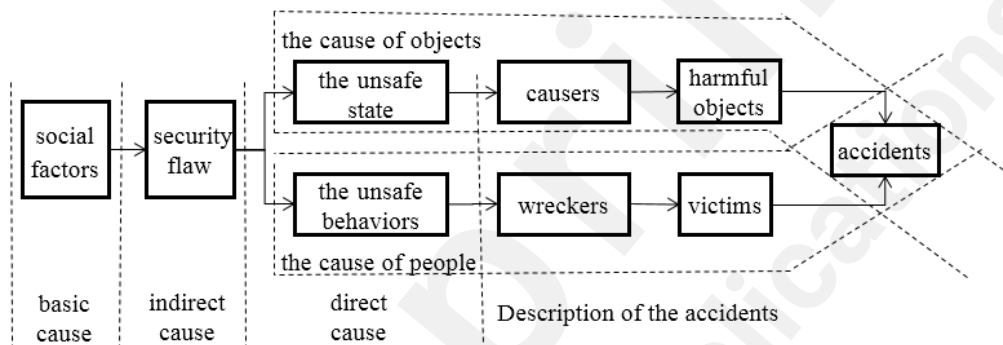 the cause of objects
the unsafe
state
causers
harmful
objects
social
factors
security
flaw
accidents
the unsafe
behaviors
wreckers
victims
the cause of people
basic
cause
indirect
cause
direct
cause
Description of the accidents